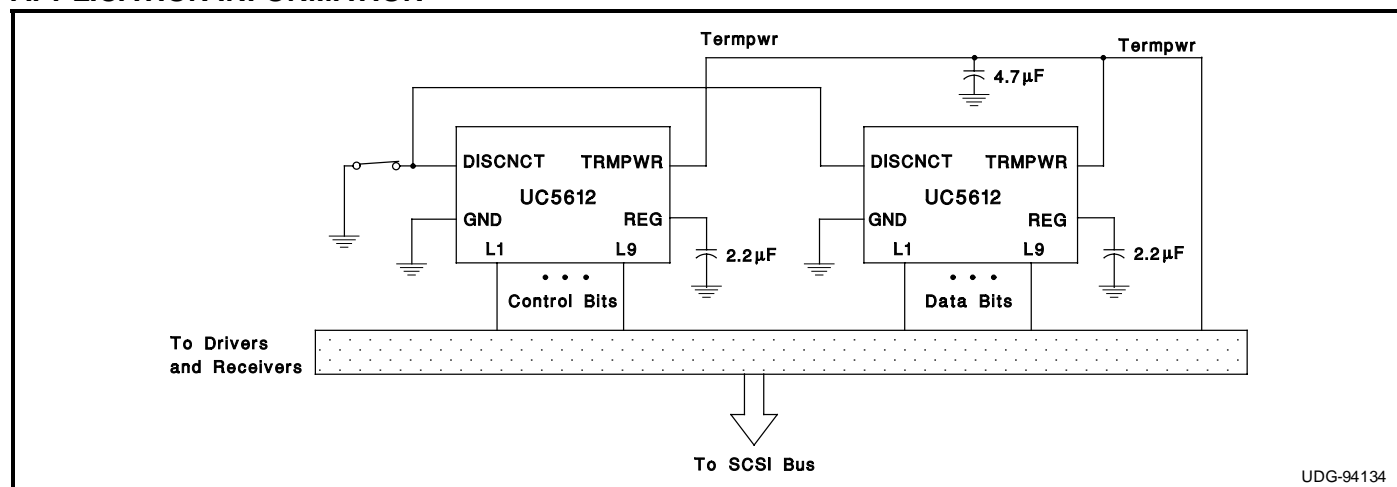 Termpwr
Termpwr
4.7μF
DISCNCT TRMPWR
UC5612
GND REG
L1 L9
2.2μF
• • •
Control Bits
DISCNCT TRMPWR
UC5612
GND REG
L1 L9
2.2μF
• • •
Data Bits
To Drivers
and Receivers
To SCSI Bus
UDG-94134